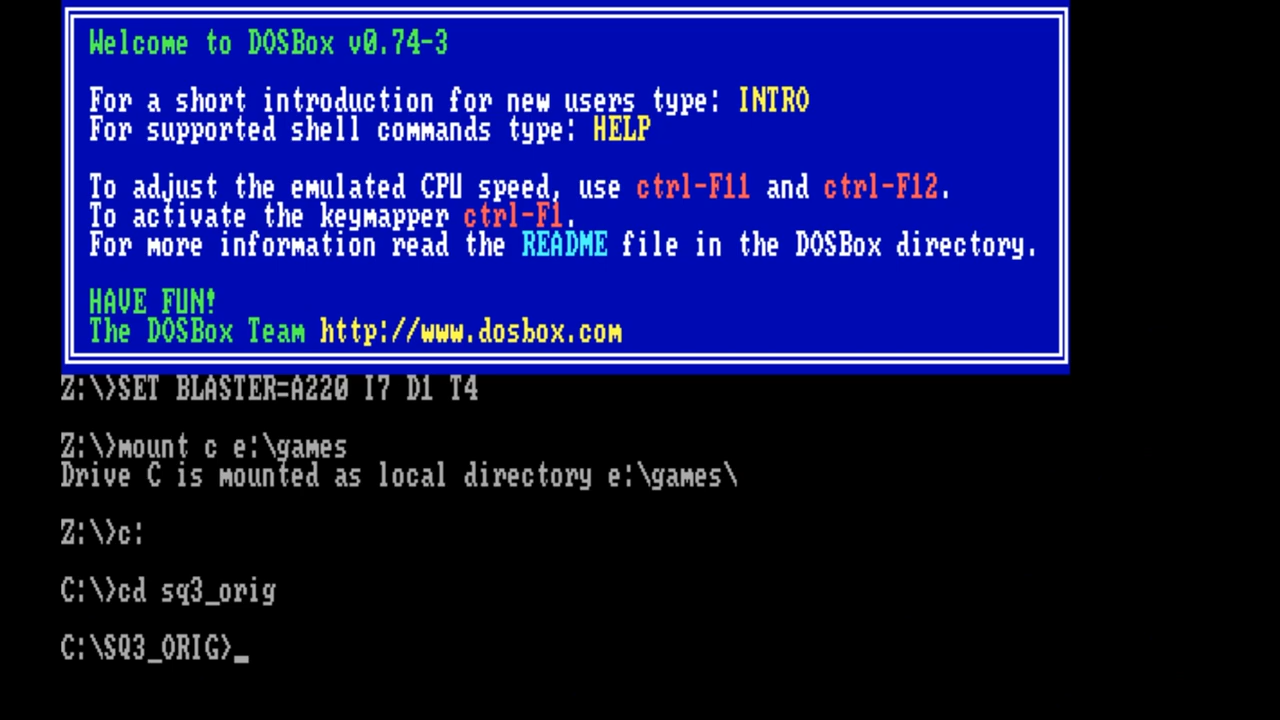 Welcome to DOSBox v0.74-3
For a short introduction for new users type: INTRO
For supported shell commands type: HELP
To adjust the emulated CPU speed, use ctrl-F11 and ctrl-F12.
To activate the keymapper ctrl-F1.
For more information read the README file in the DOSBox directory.
HAVE FUN!
The DOSBox Team http://www.dosbox.com
Z:\>SET BLASTER=A220 I7 D1 T4
Z:\>mount c e:\games
Drive C is mounted as local directory e:\games\
Z:\>c:
C:\>cd sq3_orig
C:\SQ3_ORIG>_